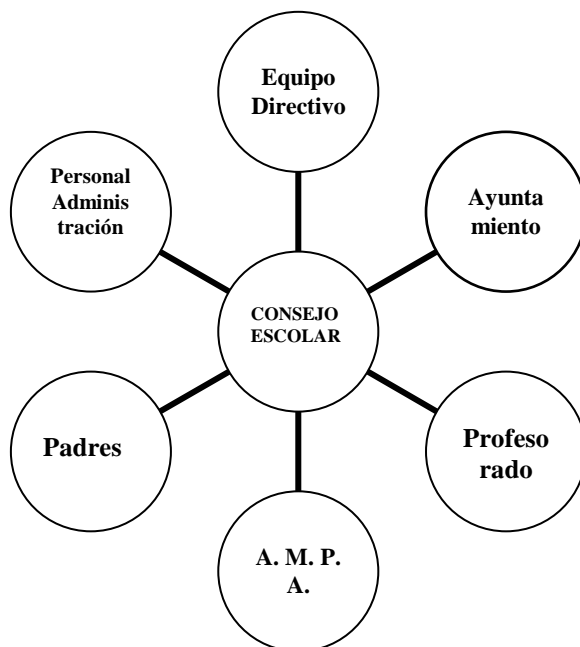 Equipo
Directivo
Personal
Adminis
tración
Ayunta
miento
CONSEJO
ESCOLAR
Padres
Profeso
rado
A. M. P.
A.